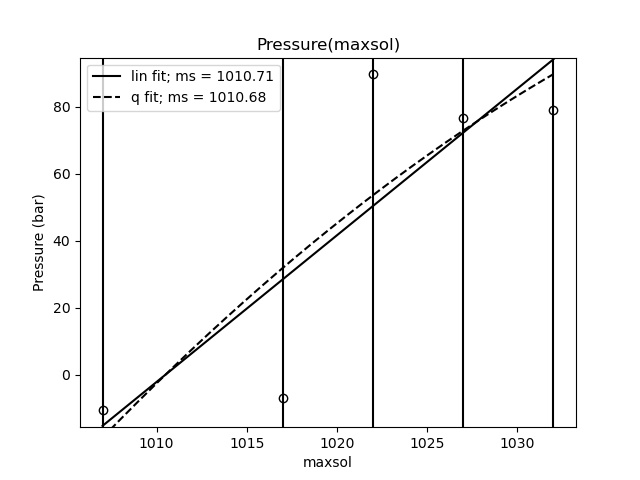 Pressure(maxsol)
lin fit; ms = 1010.71
q fit; ms = 1010.68
Pressure (bar)
80
60
40
20
0
1010 1015 1020 1025 1030
maxsol